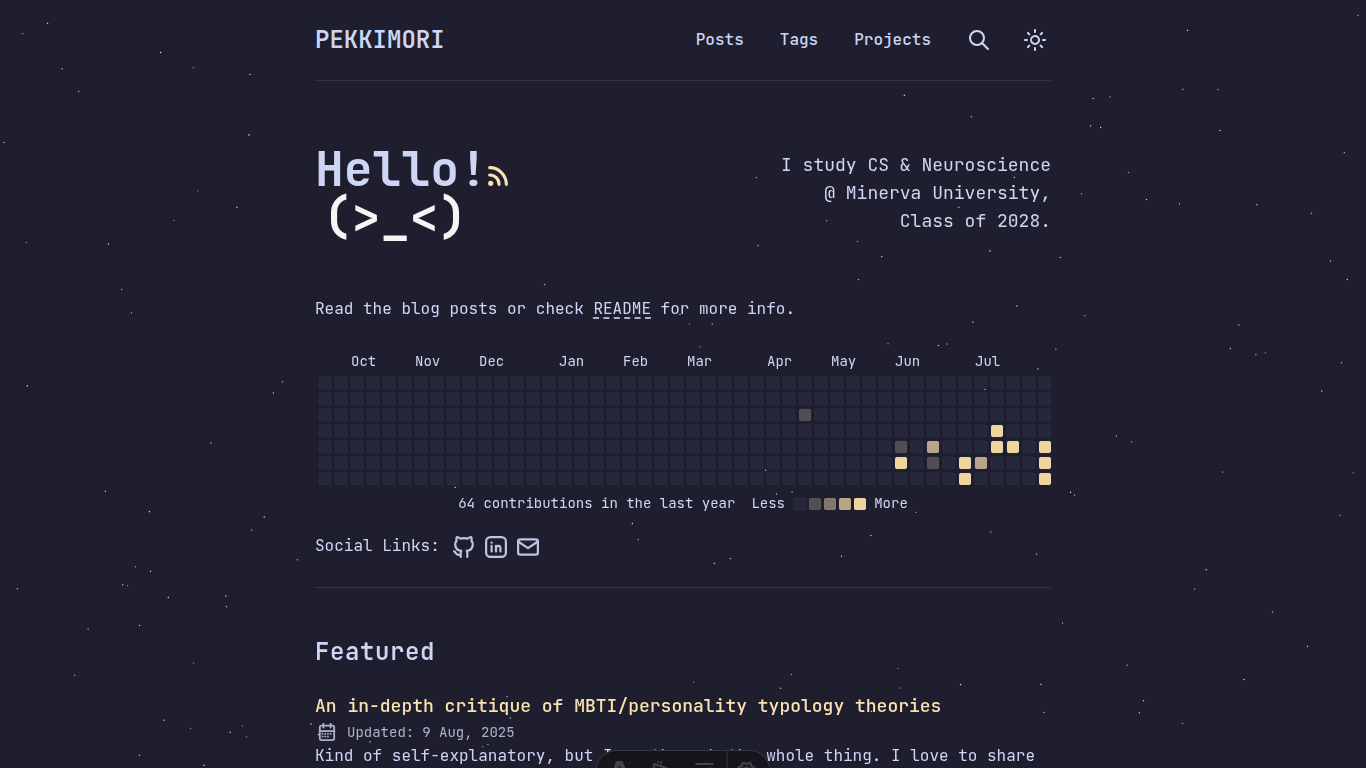 PEKKIMORI
Posts Tags Projects
Hello!
(>_<)
I study CS & Neuroscience
@ Minerva University,
Class of 2028.
Read the blog posts or check README for more info.
Oct Nov Dec Jan Feb Mar Apr May Jun Jul
64 contributions in the last year Less More
Social Links:
Featured
An in-depth critique of MBTI/personality typology theories
Updated: 9 Aug, 2025
Kind of self-explanatory, but I whole thing. I love to share